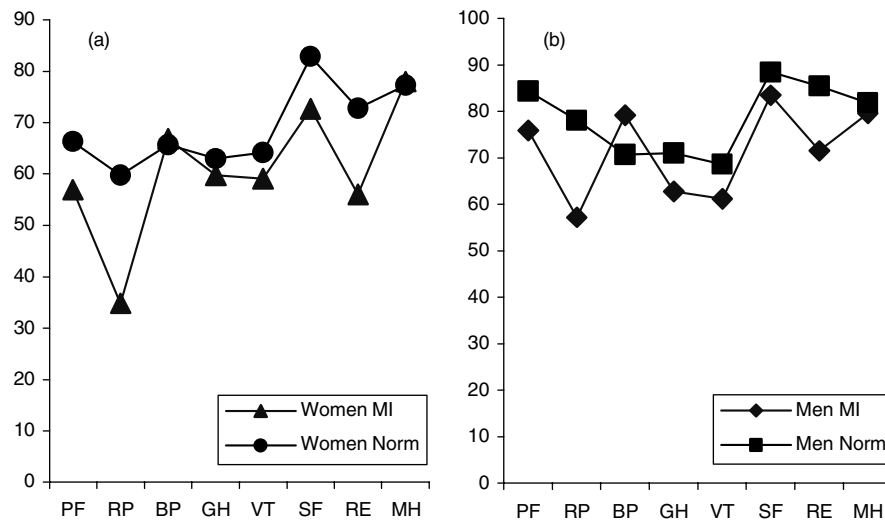 (a)
90
80
70
60
50
40
30
20
10
0
PF RP BP GH VT SF RE MH
Women MI
Women Norm
(b)
100
90
80
70
60
50
40
30
20
10
0
PF RP BP GH VT SF RE MH
Men MI
Men Norm